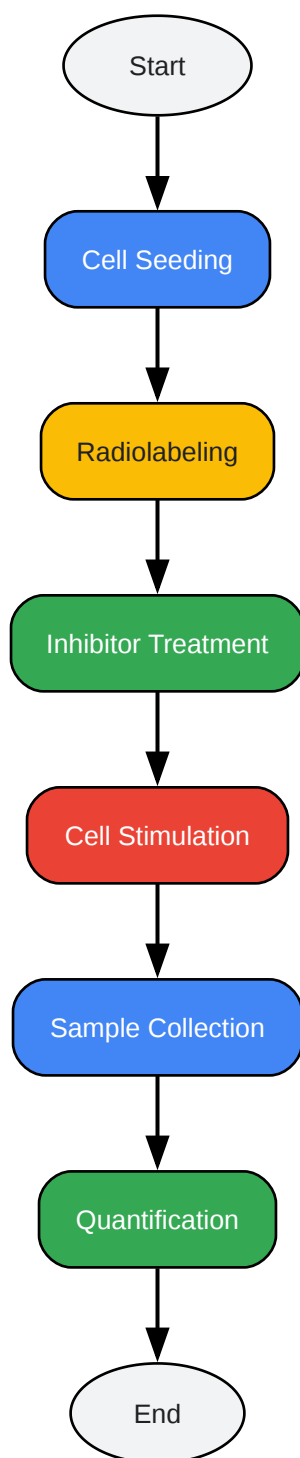 Start
Cell Seeding
Radiolabeling
Inhibitor Treatment
Cell Stimulation
Sample Collection
Quantification
End